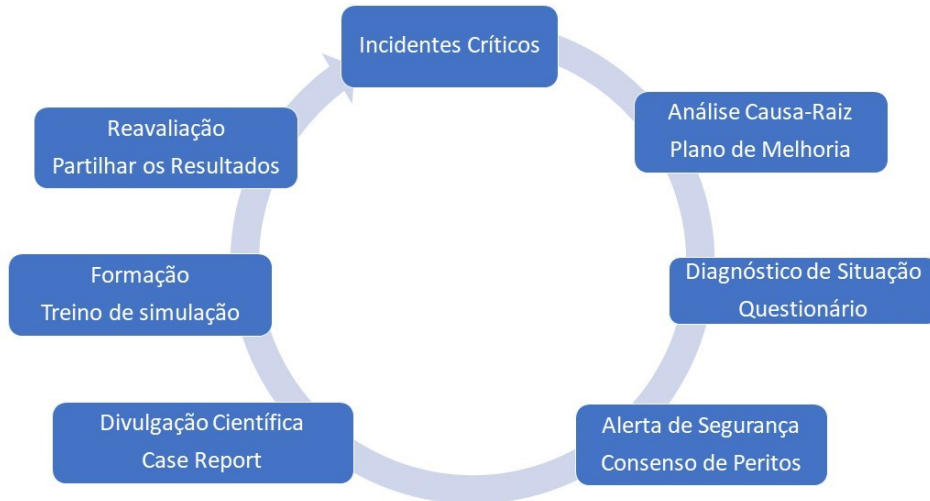 Incidentes Críticos
Análise Causa-Raiz
Plano de Melhoria
Diagnóstico de Situação
Questionário
Alerta de Segurança
Consenso de Peritos
Divulgação Científica
Case Report
Formação
Treino de simulação
Reavaliação
Partilhar os Resultados